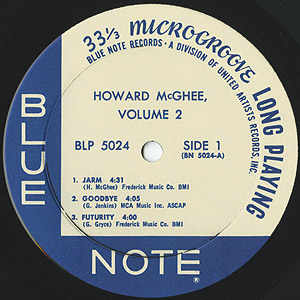 33 1/3 MICROGROOVE LONG PLAYING
BLUE NOTE RECORDS • A DIVISION OF UNITED ARTISTS RECORDS, INC.
HOWARD McGHEE,
VOLUME 2
BLP 5024 SIDE 1
(BN 5024-A)
1. JARM 4:31
(H. McGhee) Frederick Music Co. BMI
2. GOODBYE 4:05
(G. Jenkins) MCA Music Inc. ASCAP
3. FUTURITY 4:00
(G. Gryce) Frederick Music Co. BMI
BLUE
NOTE ®